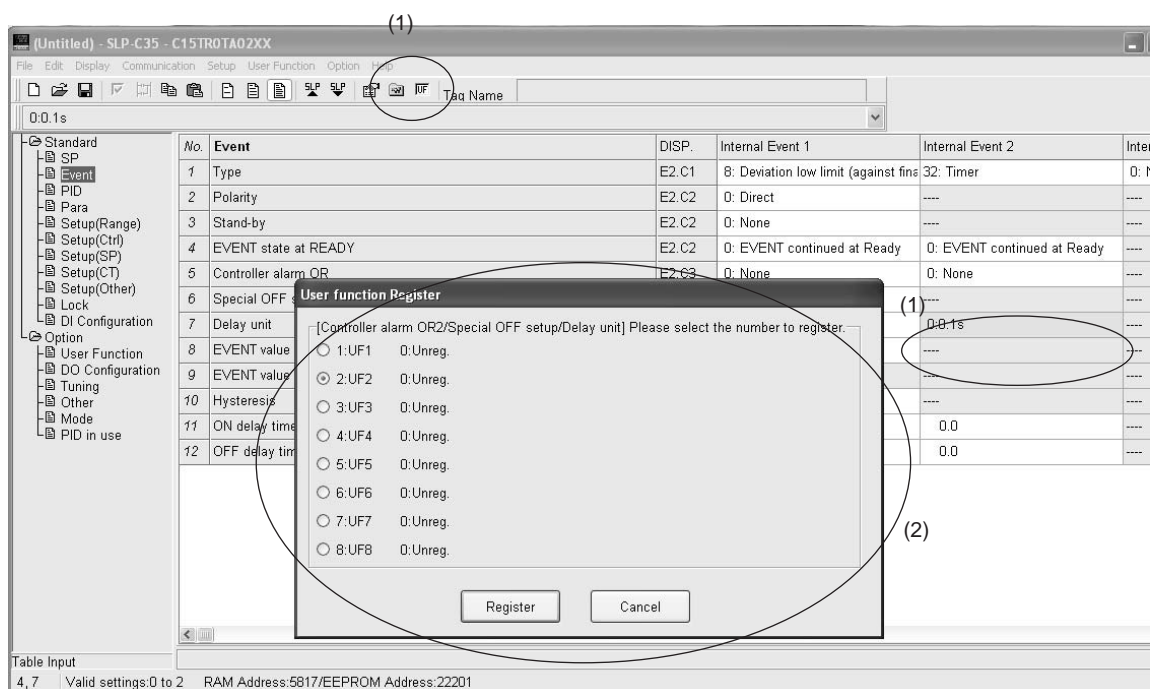 (1)
(Untitled) - SLP-C35 - C15TR0TA02XX
File Edit Display Communication Setup User Function Option Help
SLP SLP UF Tag Name
0:0.1s
Standard
SP
Event
PID
Para
Setup(Range)
Setup(Ctrl)
Setup(SP)
Setup(CT)
Setup(Other)
Lock
DI Configuration
Option
User Function
DO Configuration
Tuning
Other
Mode
PID in use
No. Event DISP. Internal Event 1 Internal Event 2 Inter
1 Type E2.C1 8: Deviation low limit (against fina 32: Timer 0: N
2 Polarity E2.C2 0: Direct ---- ----
3 Stand-by E2.C2 0: None ---- ----
4 EVENT state at READY E2.C2 0: EVENT continued at Ready 0: EVENT continued at Ready ----
5 Controller alarm OR E2.C3 0: None 0: None ----
6 Special OFF s ---- ----
7 Delay unit 0:0.1s ----
8 EVENT value ---- ----
9 EVENT value ---- ----
10 Hysteresis ---- ----
11 ON delay time 0.0 ----
12 OFF delay tim 0.0 ----
(1)
User function Register
[Controller alarm OR2/Special OFF setup/Delay unit] Please select the number to register.
1:UF1 0:Unreg.
2:UF2 0:Unreg.
3:UF3 0:Unreg.
4:UF4 0:Unreg.
5:UF5 0:Unreg.
6:UF6 0:Unreg.
7:UF7 0:Unreg.
8:UF8 0:Unreg.
Register Cancel
(2)
Table Input
4, 7 Valid settings:0 to 2 RAM Address:5817/EEPROM Address:22201